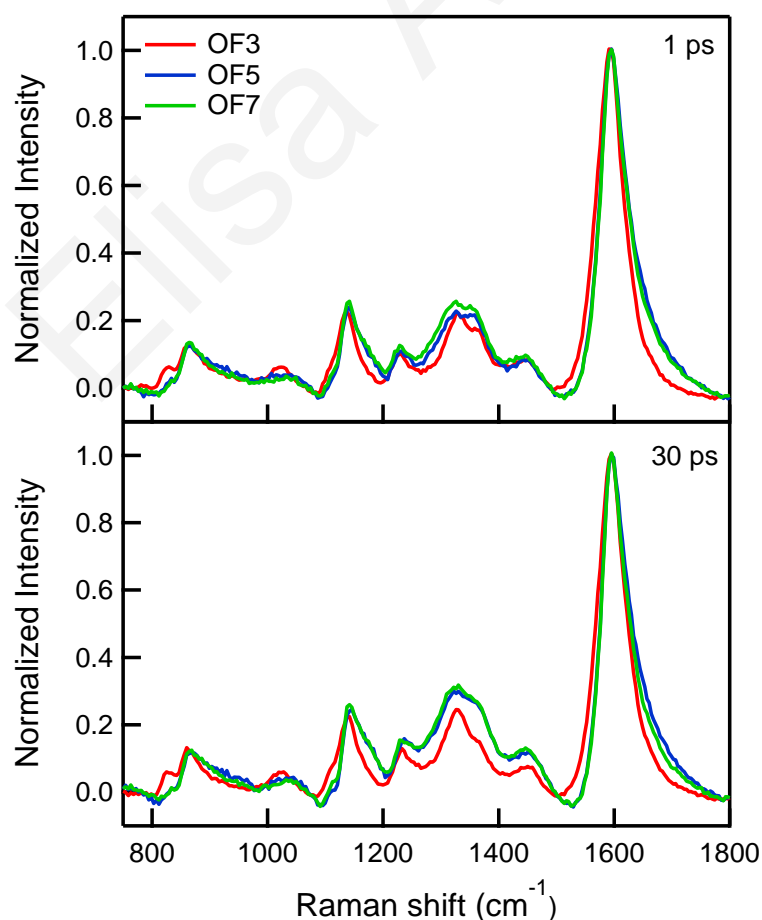 Elisa A
OF3
OF5
OF7
1 ps
Normalized Intensity
1.0
0.8
0.6
0.4
0.2
0.0
30 ps
Normalized Intensity
1.0
0.8
0.6
0.4
0.2
0.0
800 1000 1200 1400 1600 1800
Raman shift (cm⁻¹)